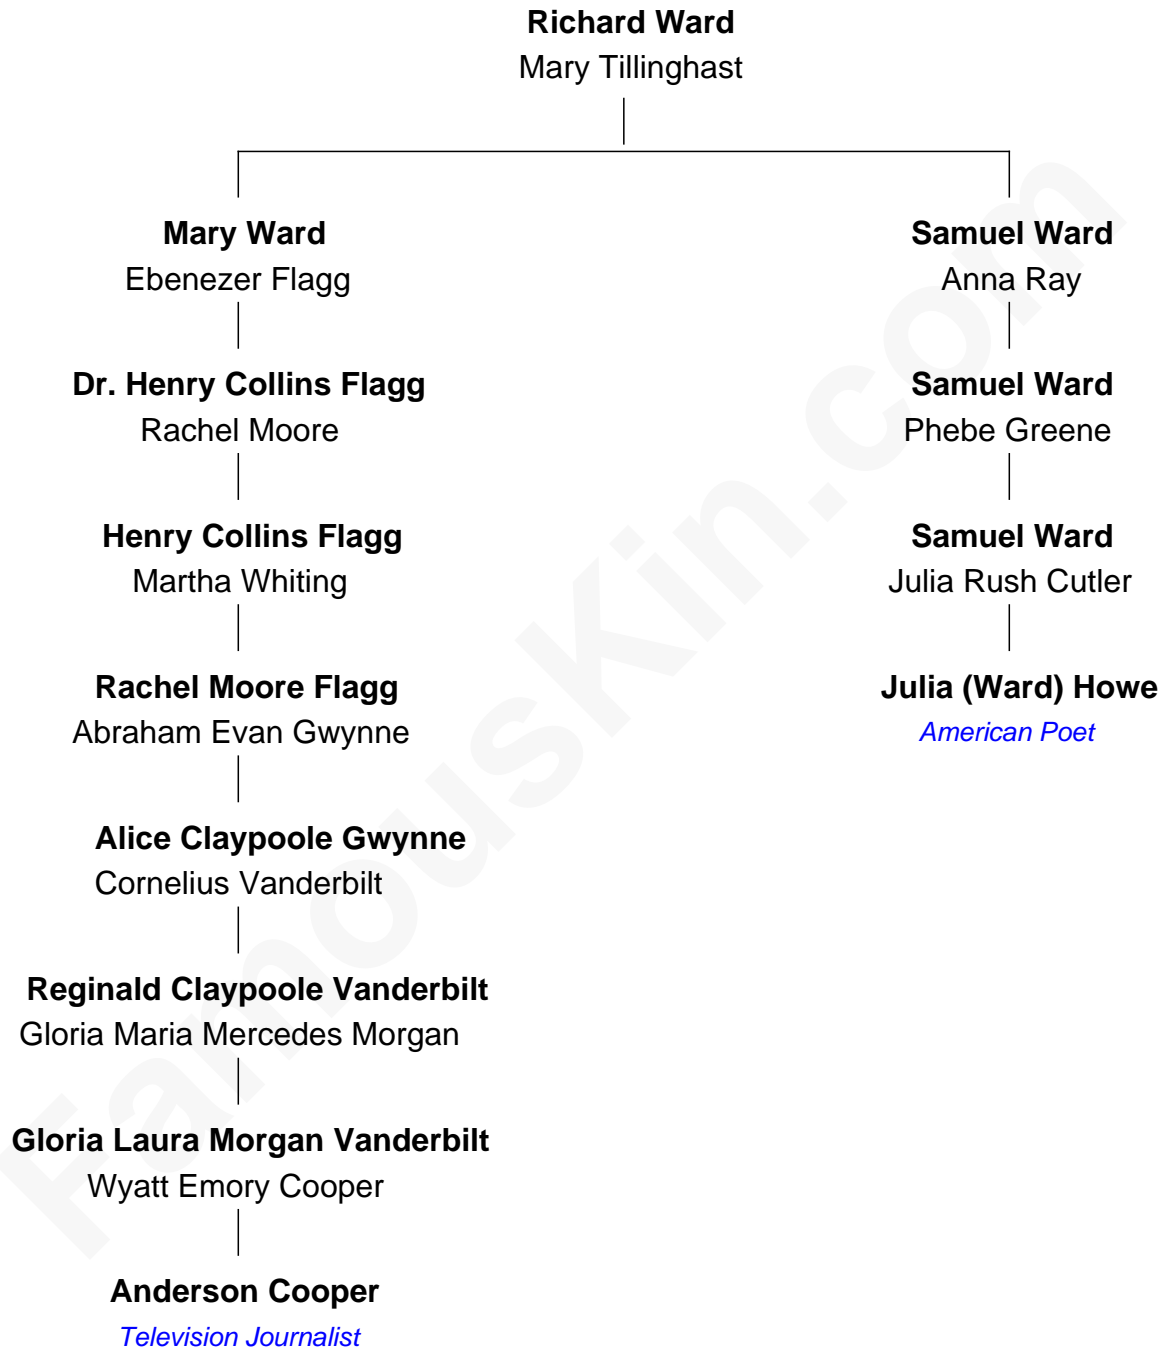 Richard Ward
Mary Tillinghast
Mary Ward
Ebenezer Flagg
Samuel Ward
Anna Ray
Dr. Henry Collins Flagg
Rachel Moore
Samuel Ward
Phebe Greene
Henry Collins Flagg
Martha Whiting
Samuel Ward
Julia Rush Cutler
Rachel Moore Flagg
Abraham Evan Gwynne
Julia (Ward) Howe
American Poet
Alice Claypoole Gwynne
Cornelius Vanderbilt
Reginald Claypoole Vanderbilt
Gloria Maria Mercedes Morgan
Gloria Laura Morgan Vanderbilt
Wyatt Emory Cooper
Anderson Cooper
Television Journalist
FamousKin.com